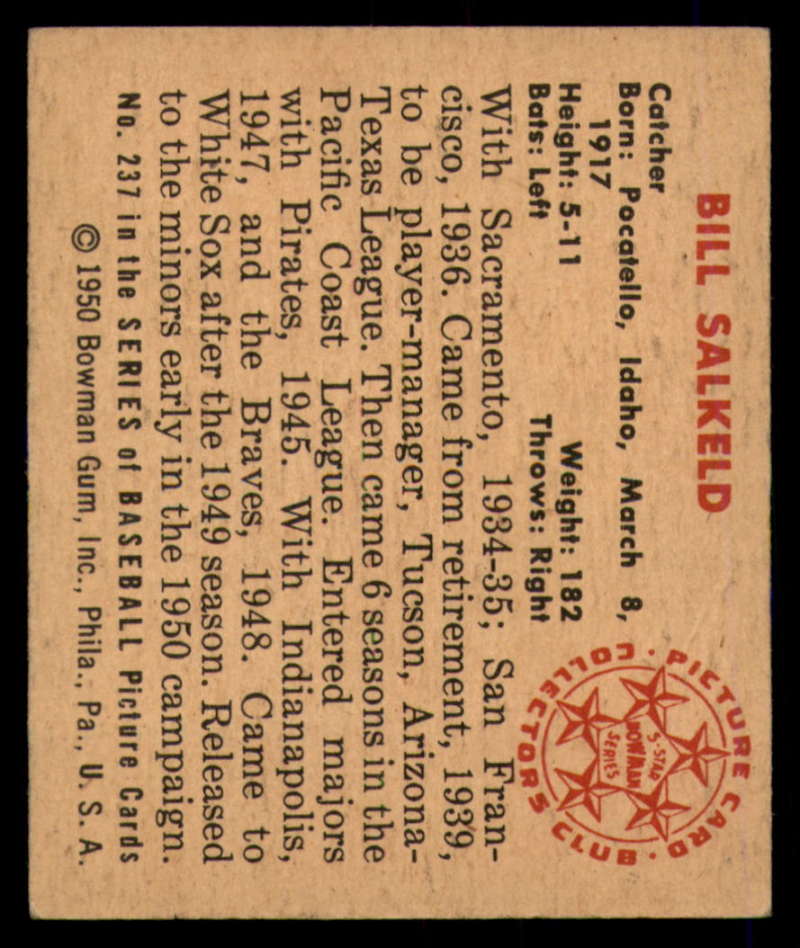 BILL SALKELD
Catcher
Born: Pocatello, Idaho, March 8,
1917
Height: 5-11 Weight: 182
Bats: Left Throws: Right
With Sacramento, 1934-35; San Fran-
cisco, 1936. Came from retirement, 1939,
to be player-manager, Tucson, Arizona-
Texas League. Then came 6 seasons in the
Pacific Coast League. Entered majors
with Pirates, 1945. With Indianapolis,
1947, and the Braves, 1948. Came to
White Sox after the 1949 season. Released
to the minors early in the 1950 campaign.
No. 237 in the SERIES of BASEBALL Picture Cards
© 1950 Bowman Gum, Inc., Phila., Pa., U. S. A.
PICTURE CARD COLLECTORS CLUB
5-STAR
BOWMAN
SERIES